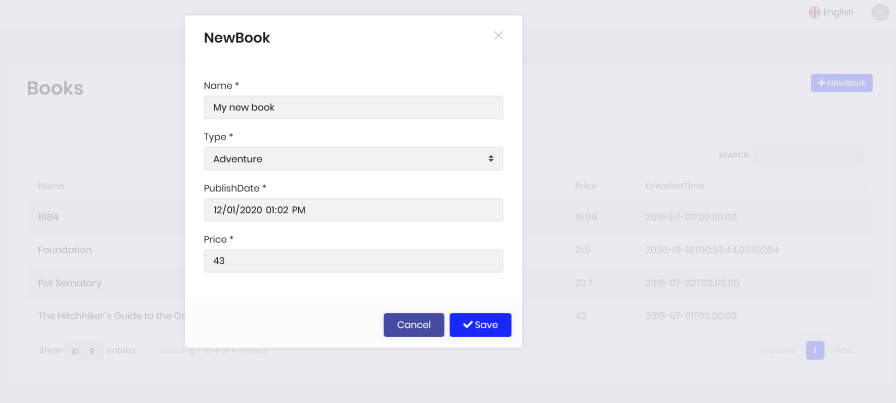 English
NewBook
Books
+ NewBook
Name *
My new book
Type *
Adventure
SEARCH
PublishDate *
Name
Price
CreationTime
12/01/2020 01:02 PM
1984
19.84
2018-07-01T00:00:00
Price *
Foundation
21.5
2020-01-18T00:53:44.0239284
43
Pet Sematary
23.7
2018-07-02T00:00:00
The Hitchhiker's Guide to the Ga
42
2018-07-01T00:00:00
Cancel
Save
Show 10 entries
Showing 1 to 4 of 4 entries
Previous 1 Next